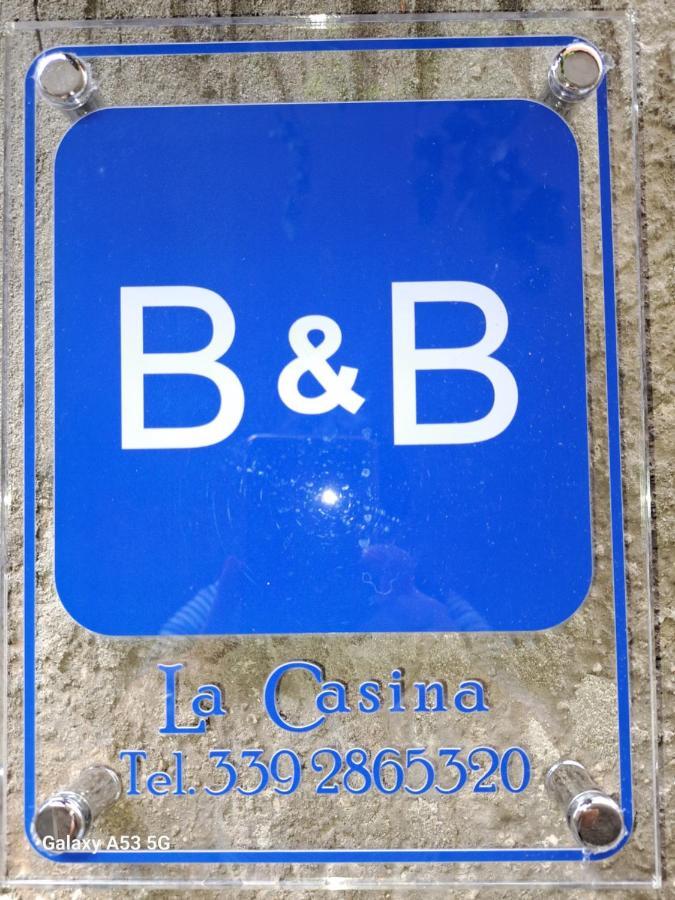 B & B
La Casina
Tel. 339 2865320
Galaxy A53 5G